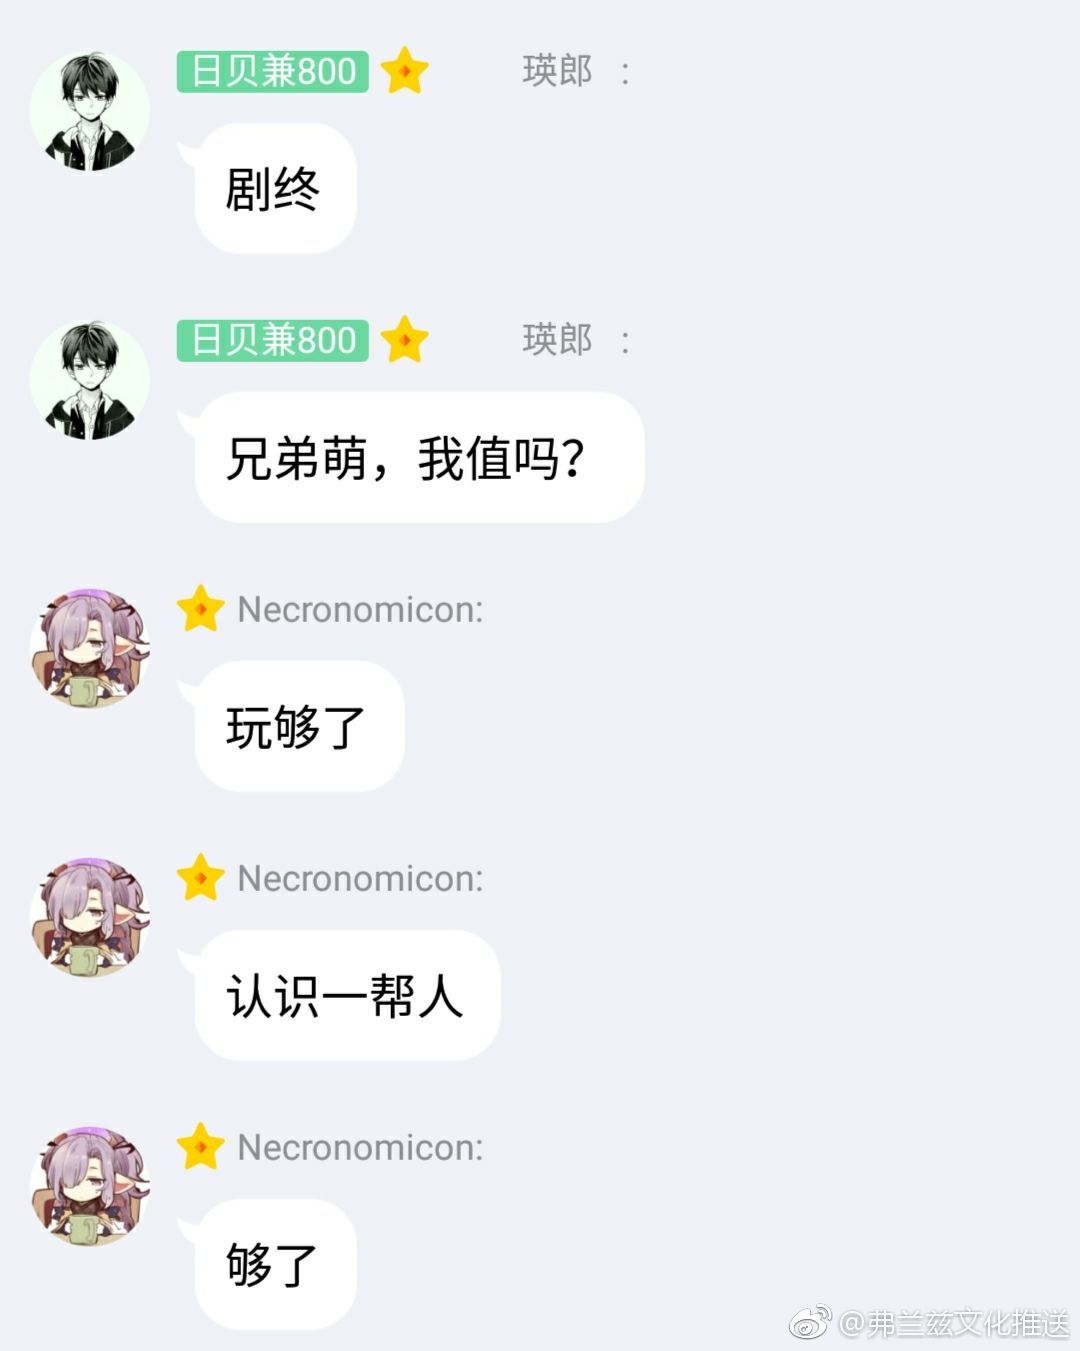 日贝兼800 瑛郎 :
剧终
日贝兼800 瑛郎 :
兄弟萌，我值吗？
Necronomicon:
玩够了
Necronomicon:
认识一帮人
Necronomicon:
够了
@弗兰兹文化推送